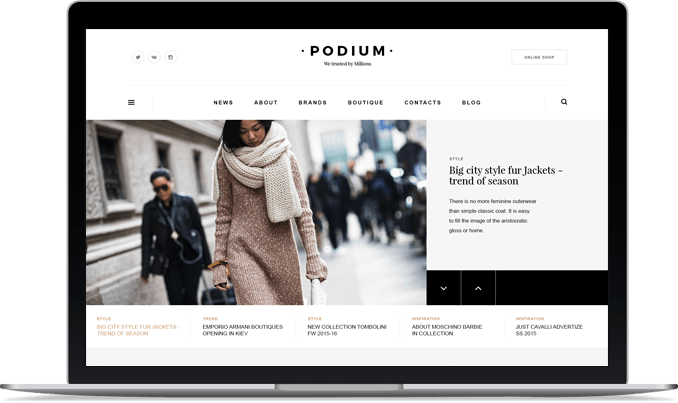 • PODIUM •
We trusted by Millions
ONLINE SHOP
NEWS ABOUT BRANDS BOUTIQUE CONTACTS BLOG
STYLE
Big city style fur Jackets -
trend of season
There is no more feminine outerwear
than simple classic coat. It is easy
to fill the image of the aristocratic
gloss or home.
STYLE
BIG CITY STYLE FUR JACKETS -
TREND OF SEASON
TREND
EMPORIO ARMANI BOUTIQUES
OPENING IN KIEV
STYLE
NEW COLLECTION TOMBOLINI
FW 2015-16
INSPIRATION
ABOUT MOSCHINO BARBIE
IN COLLECTION
INSPIRATION
JUST CAVALLI ADVERTIZE
SS 2015